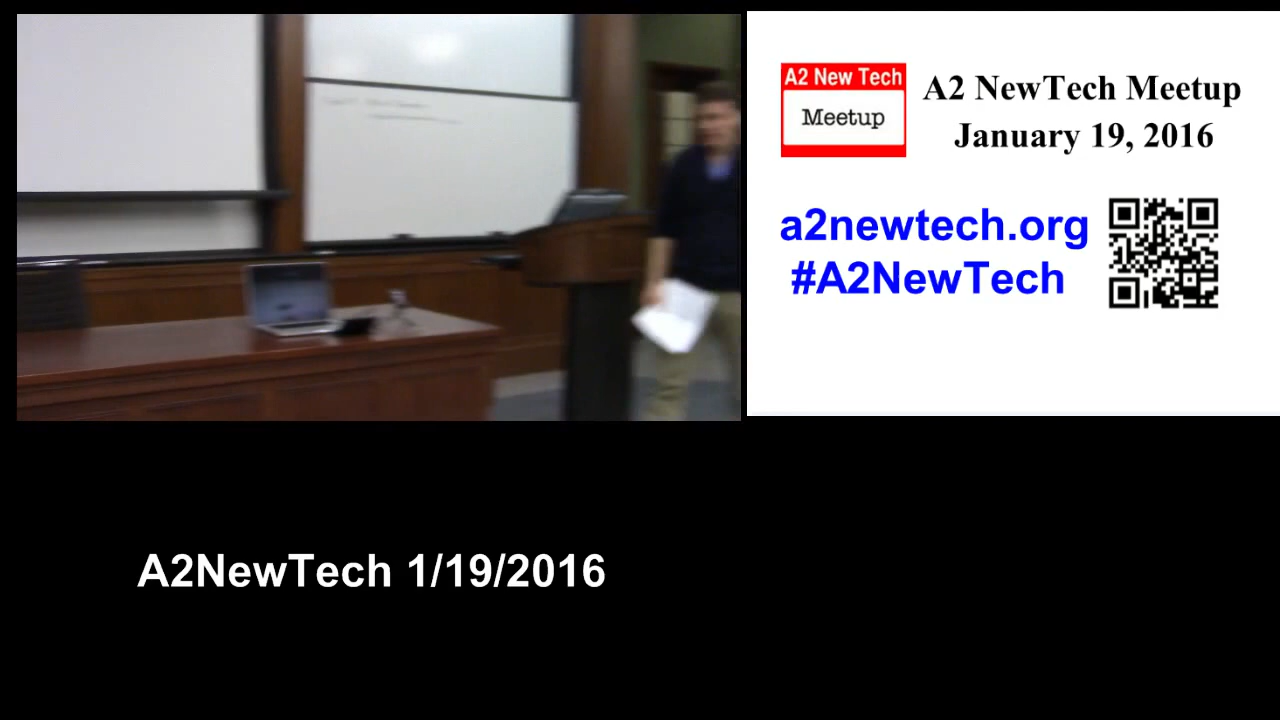 A2 New Tech
Meetup
A2 NewTech Meetup
January 19, 2016
a2newtech.org
#A2NewTech
A2NewTech 1/19/2016